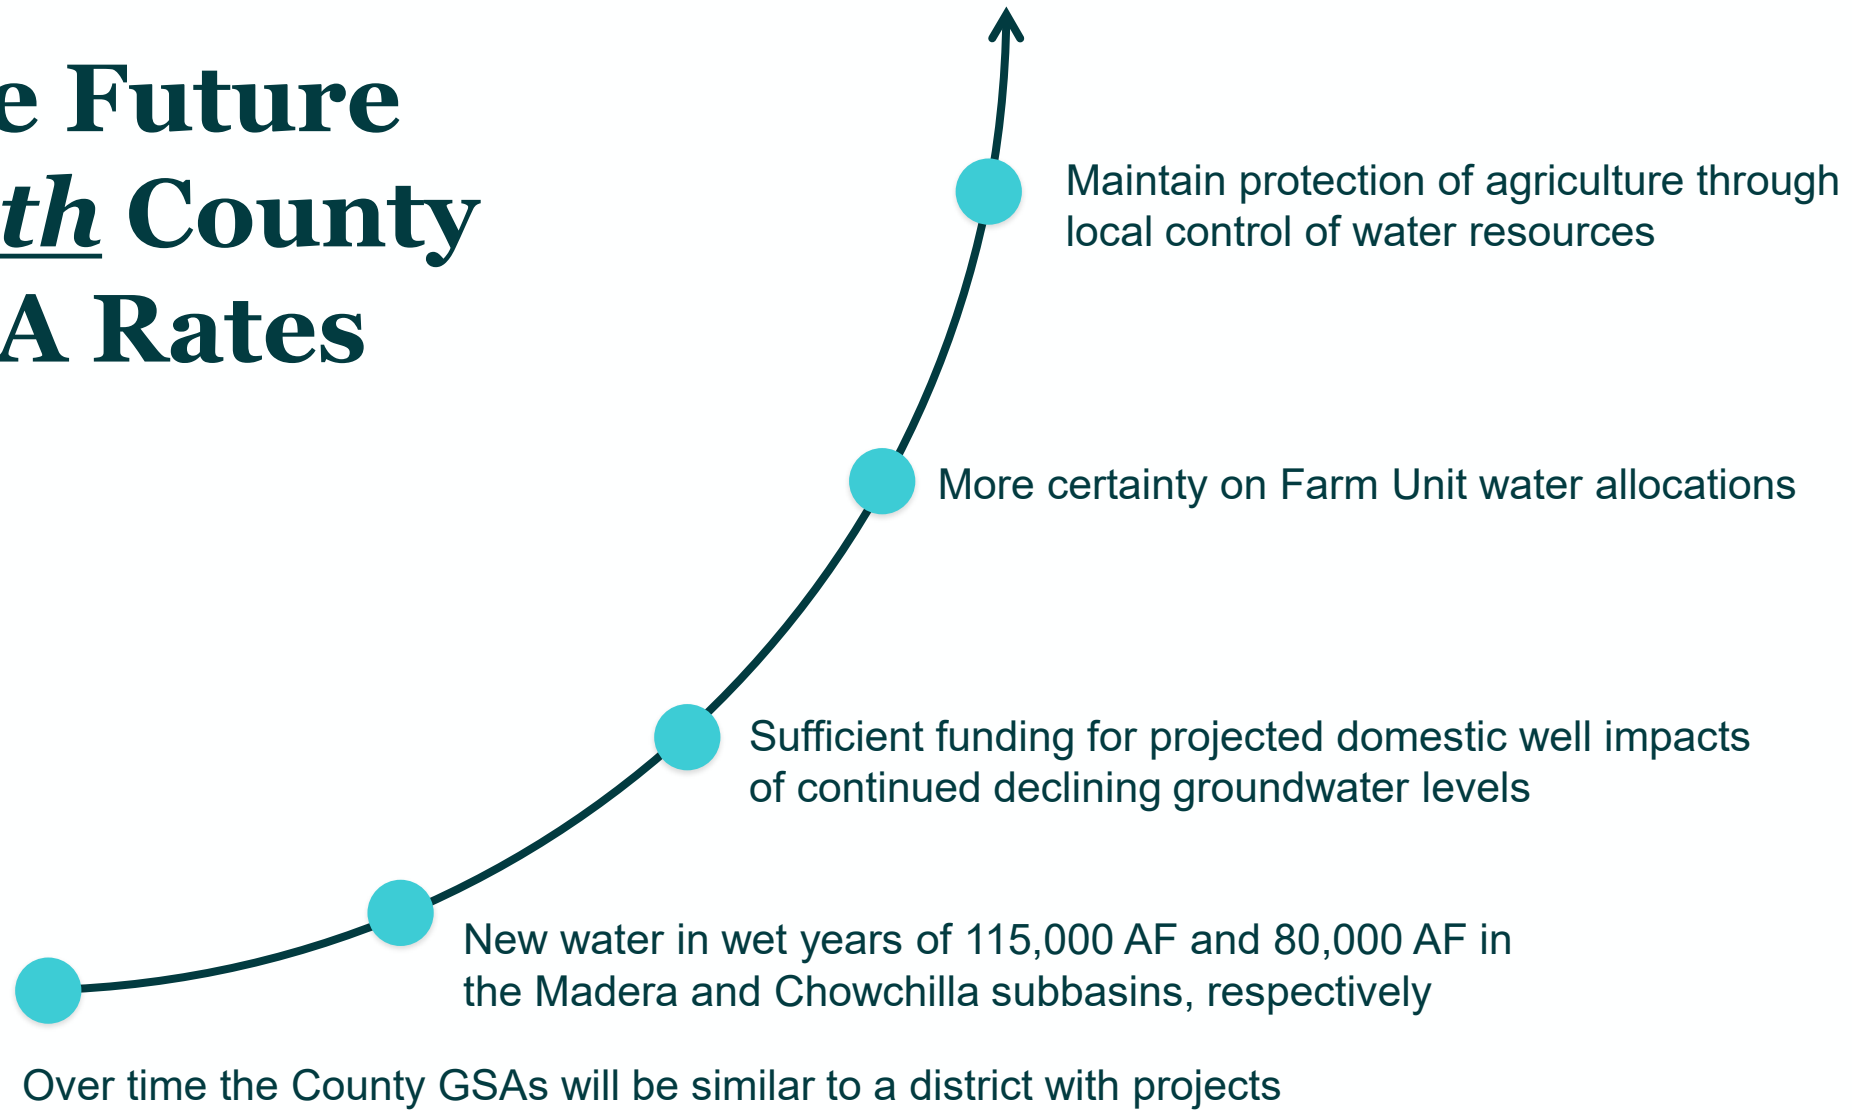 e Future
th County
A Rates
Maintain protection of agriculture through
local control of water resources
More certainty on Farm Unit water allocations
Sufficient funding for projected domestic well impacts
of continued declining groundwater levels
New water in wet years of 115,000 AF and 80,000 AF in
the Madera and Chowchilla subbasins, respectively
Over time the County GSAs will be similar to a district with projects